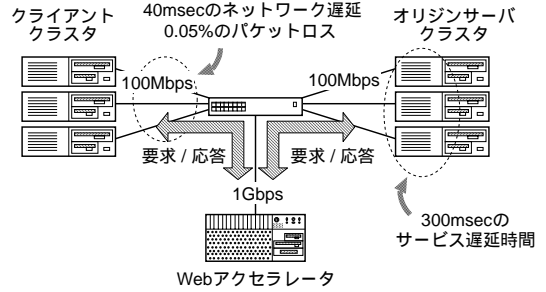 クライアント
クラスタ
40msecのネットワーク遅延
0.05%のパケットロス
オリジンサーバ
クラスタ
100Mbps
100Mbps
要求 / 応答
要求 / 応答
1Gbps
300msecの
サービス遅延時間
Webアクセラレータ